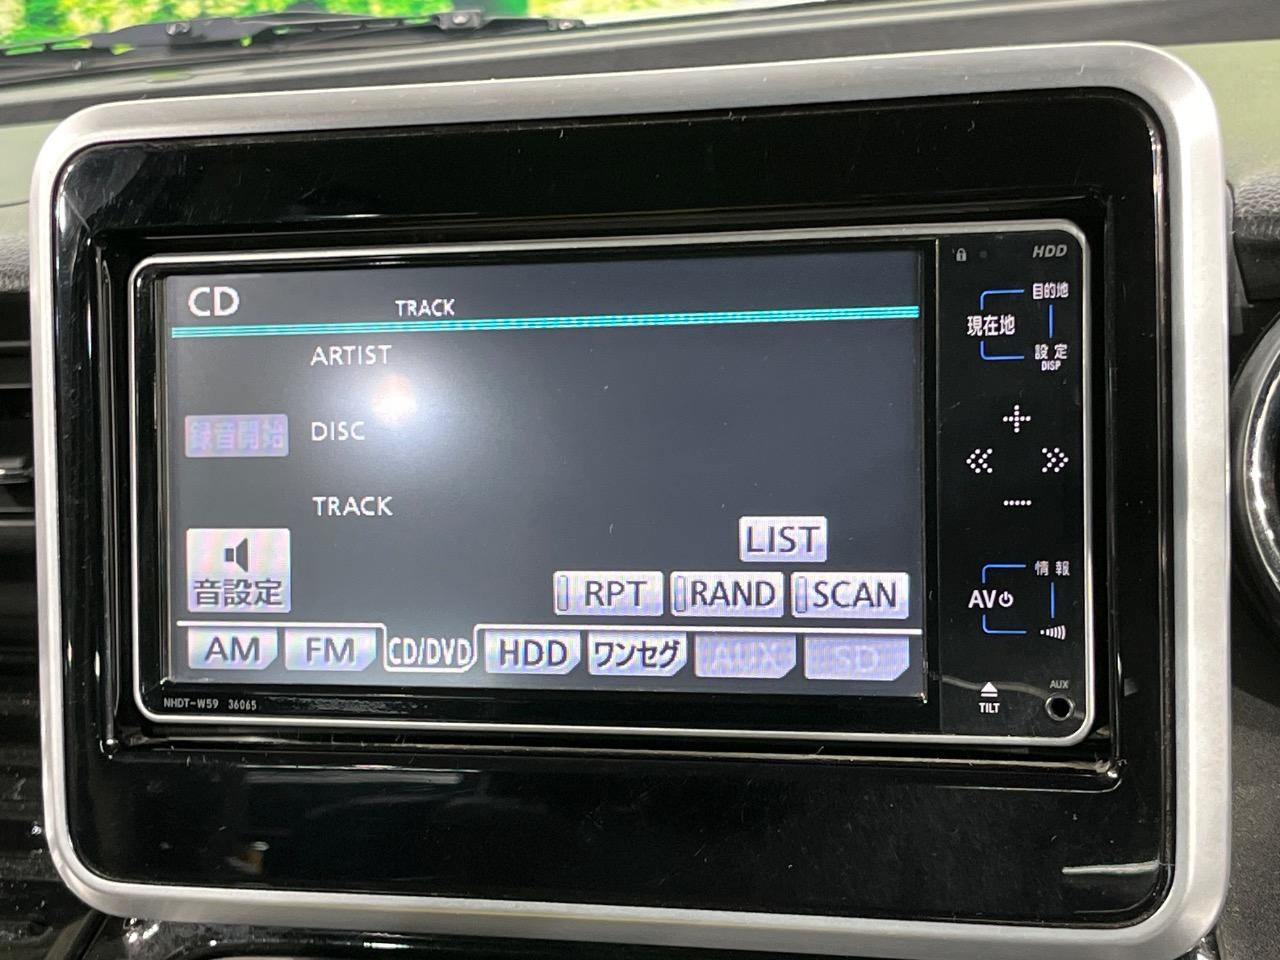 HDD
CD
TRACK
目的地
現在地
設定
DISP
ARTIST
録音開始
DISC
TRACK
LIST
音設定
RPT
RAND
SCAN
情報
AV
AM
FM
CD/DVD
HDD
ワンセグ
AUX
SD
NHDT-W59 36065
TILT
AUX